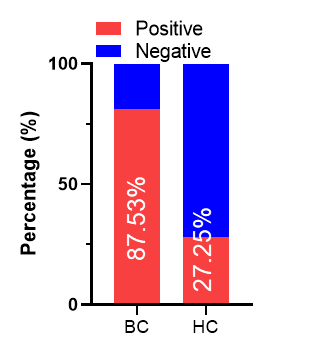 Positive
Negative
Percentage (%)
100
50
0
87.53%
27.25%
BC
HC